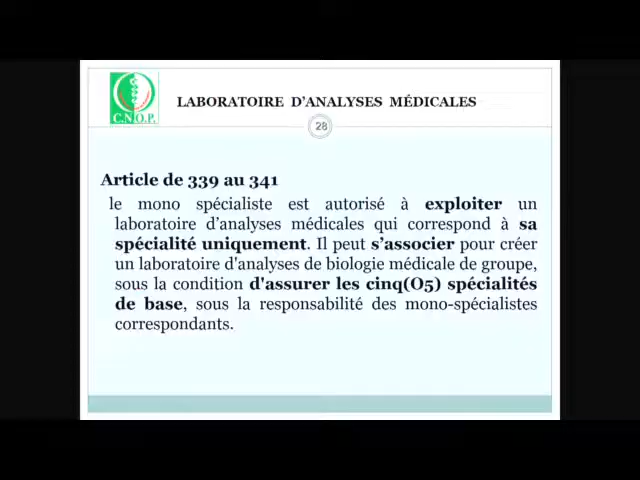 C.N.O.P.
LABORATOIRE D'ANALYSES MÉDICALES
28
Article de 339 au 341
le mono spécialiste est autorisé à exploiter un
laboratoire d'analyses médicales qui correspond à sa
spécialité uniquement. Il peut s'associer pour créer
un laboratoire d'analyses de biologie médicale de groupe,
sous la condition d'assurer les cinq(O5) spécialités
de base, sous la responsabilité des mono-spécialistes
correspondants.